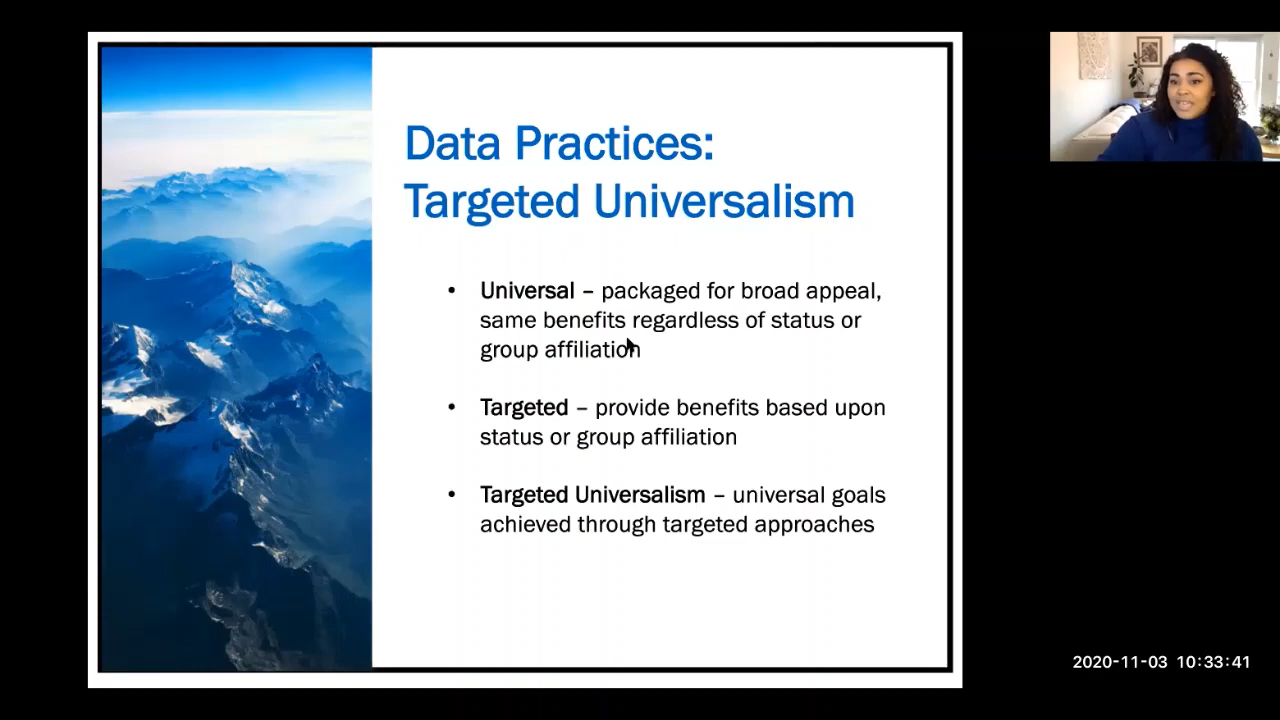 Data Practices:
Targeted Universalism
• Universal – packaged for broad appeal,
same benefits regardless of status or
group affiliation
• Targeted – provide benefits based upon
status or group affiliation
• Targeted Universalism – universal goals
achieved through targeted approaches
2020-11-03 10:33:41